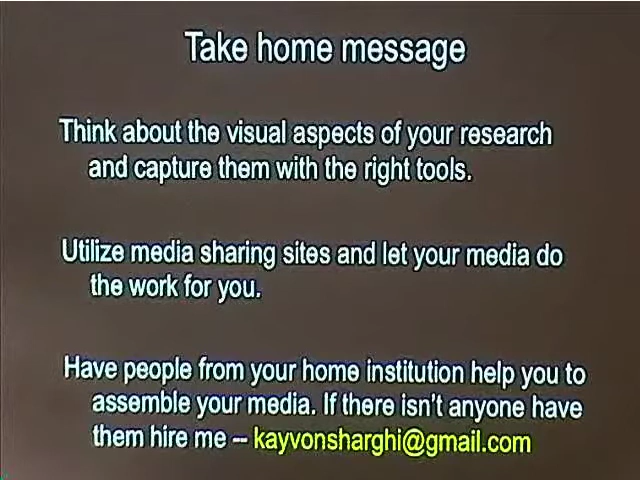 Take home message
Think about the visual aspects of your research
and capture them with the right tools.
Utilize media sharing sites and let your media do
the work for you.
Have people from your home institution help you to
assemble your media. If there isn't anyone have
them hire me -- kayvonsharghi@gmail.com